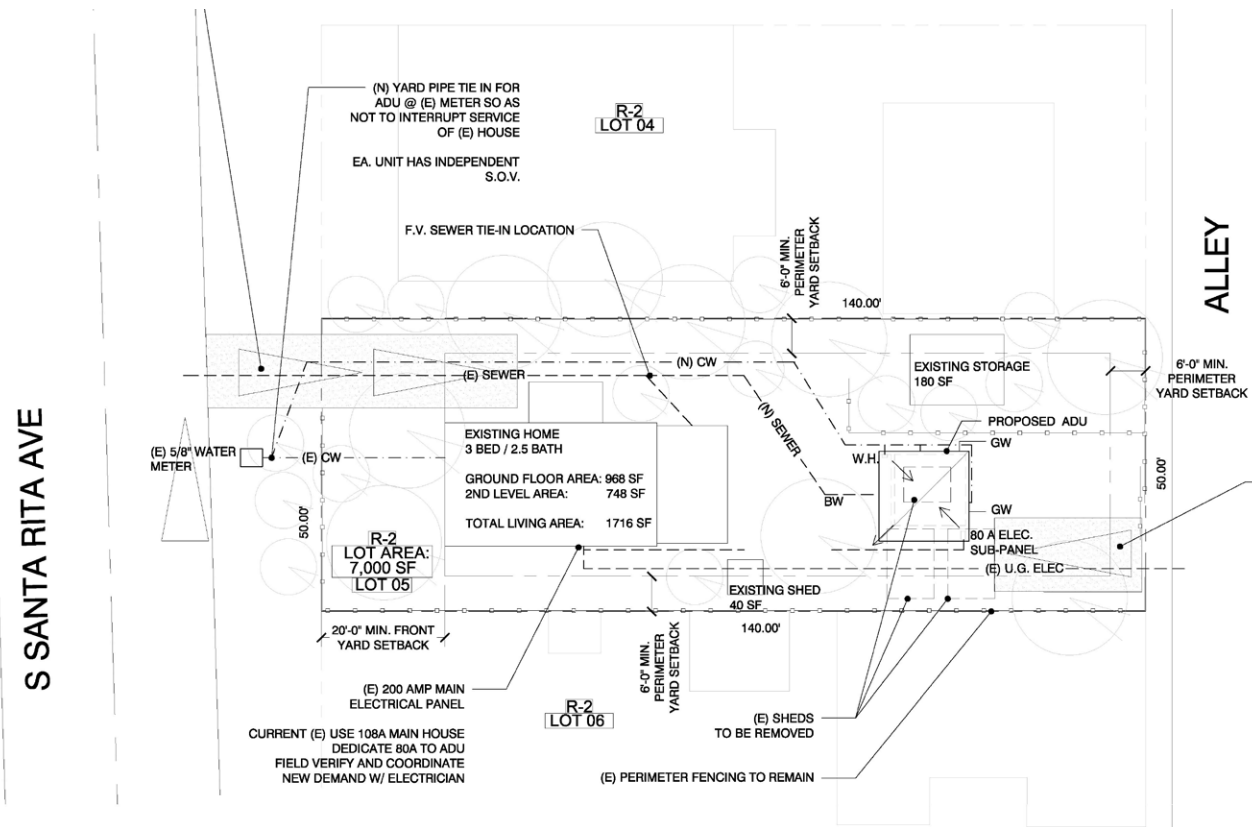 (N) YARD PIPE TIE IN FOR
ADU @ (E) METER SO AS
NOT TO INTERRUPT SERVICE
OF (E) HOUSE
EA. UNIT HAS INDEPENDENT
S.O.V.
R-2
LOT 04
F.V. SEWER TIE-IN LOCATION
6'-0" MIN.
PERIMETER
YARD SETBACK
140.00'
ALLEY
(N) CW
(E) SEWER
EXISTING STORAGE
180 SF
6'-0" MIN.
PERIMETER
YARD SETBACK
S SANTA RITA AVE
(E) 5/8" WATER
METER
(E) CW
EXISTING HOME
3 BED / 2.5 BATH
GROUND FLOOR AREA: 968 SF
2ND LEVEL AREA: 748 SF
TOTAL LIVING AREA: 1716 SF
(N) SEWER
PROPOSED ADU
GW
W.H.
BW
GW
50.00'
50.00'
R-2
LOT AREA:
7,000 SF
LOT 05
80 A ELEC.
SUB-PANEL
(E) U.G. ELEC
EXISTING SHED
40 SF
20'-0" MIN. FRONT
YARD SETBACK
6'-0" MIN.
PERIMETER
YARD SETBACK
140.00'
(E) 200 AMP MAIN
ELECTRICAL PANEL
CURRENT (E) USE 108A MAIN HOUSE
DEDICATE 80A TO ADU
FIELD VERIFY AND COORDINATE
NEW DEMAND W/ ELECTRICIAN
R-2
LOT 06
(E) SHEDS
TO BE REMOVED
(E) PERIMETER FENCING TO REMAIN